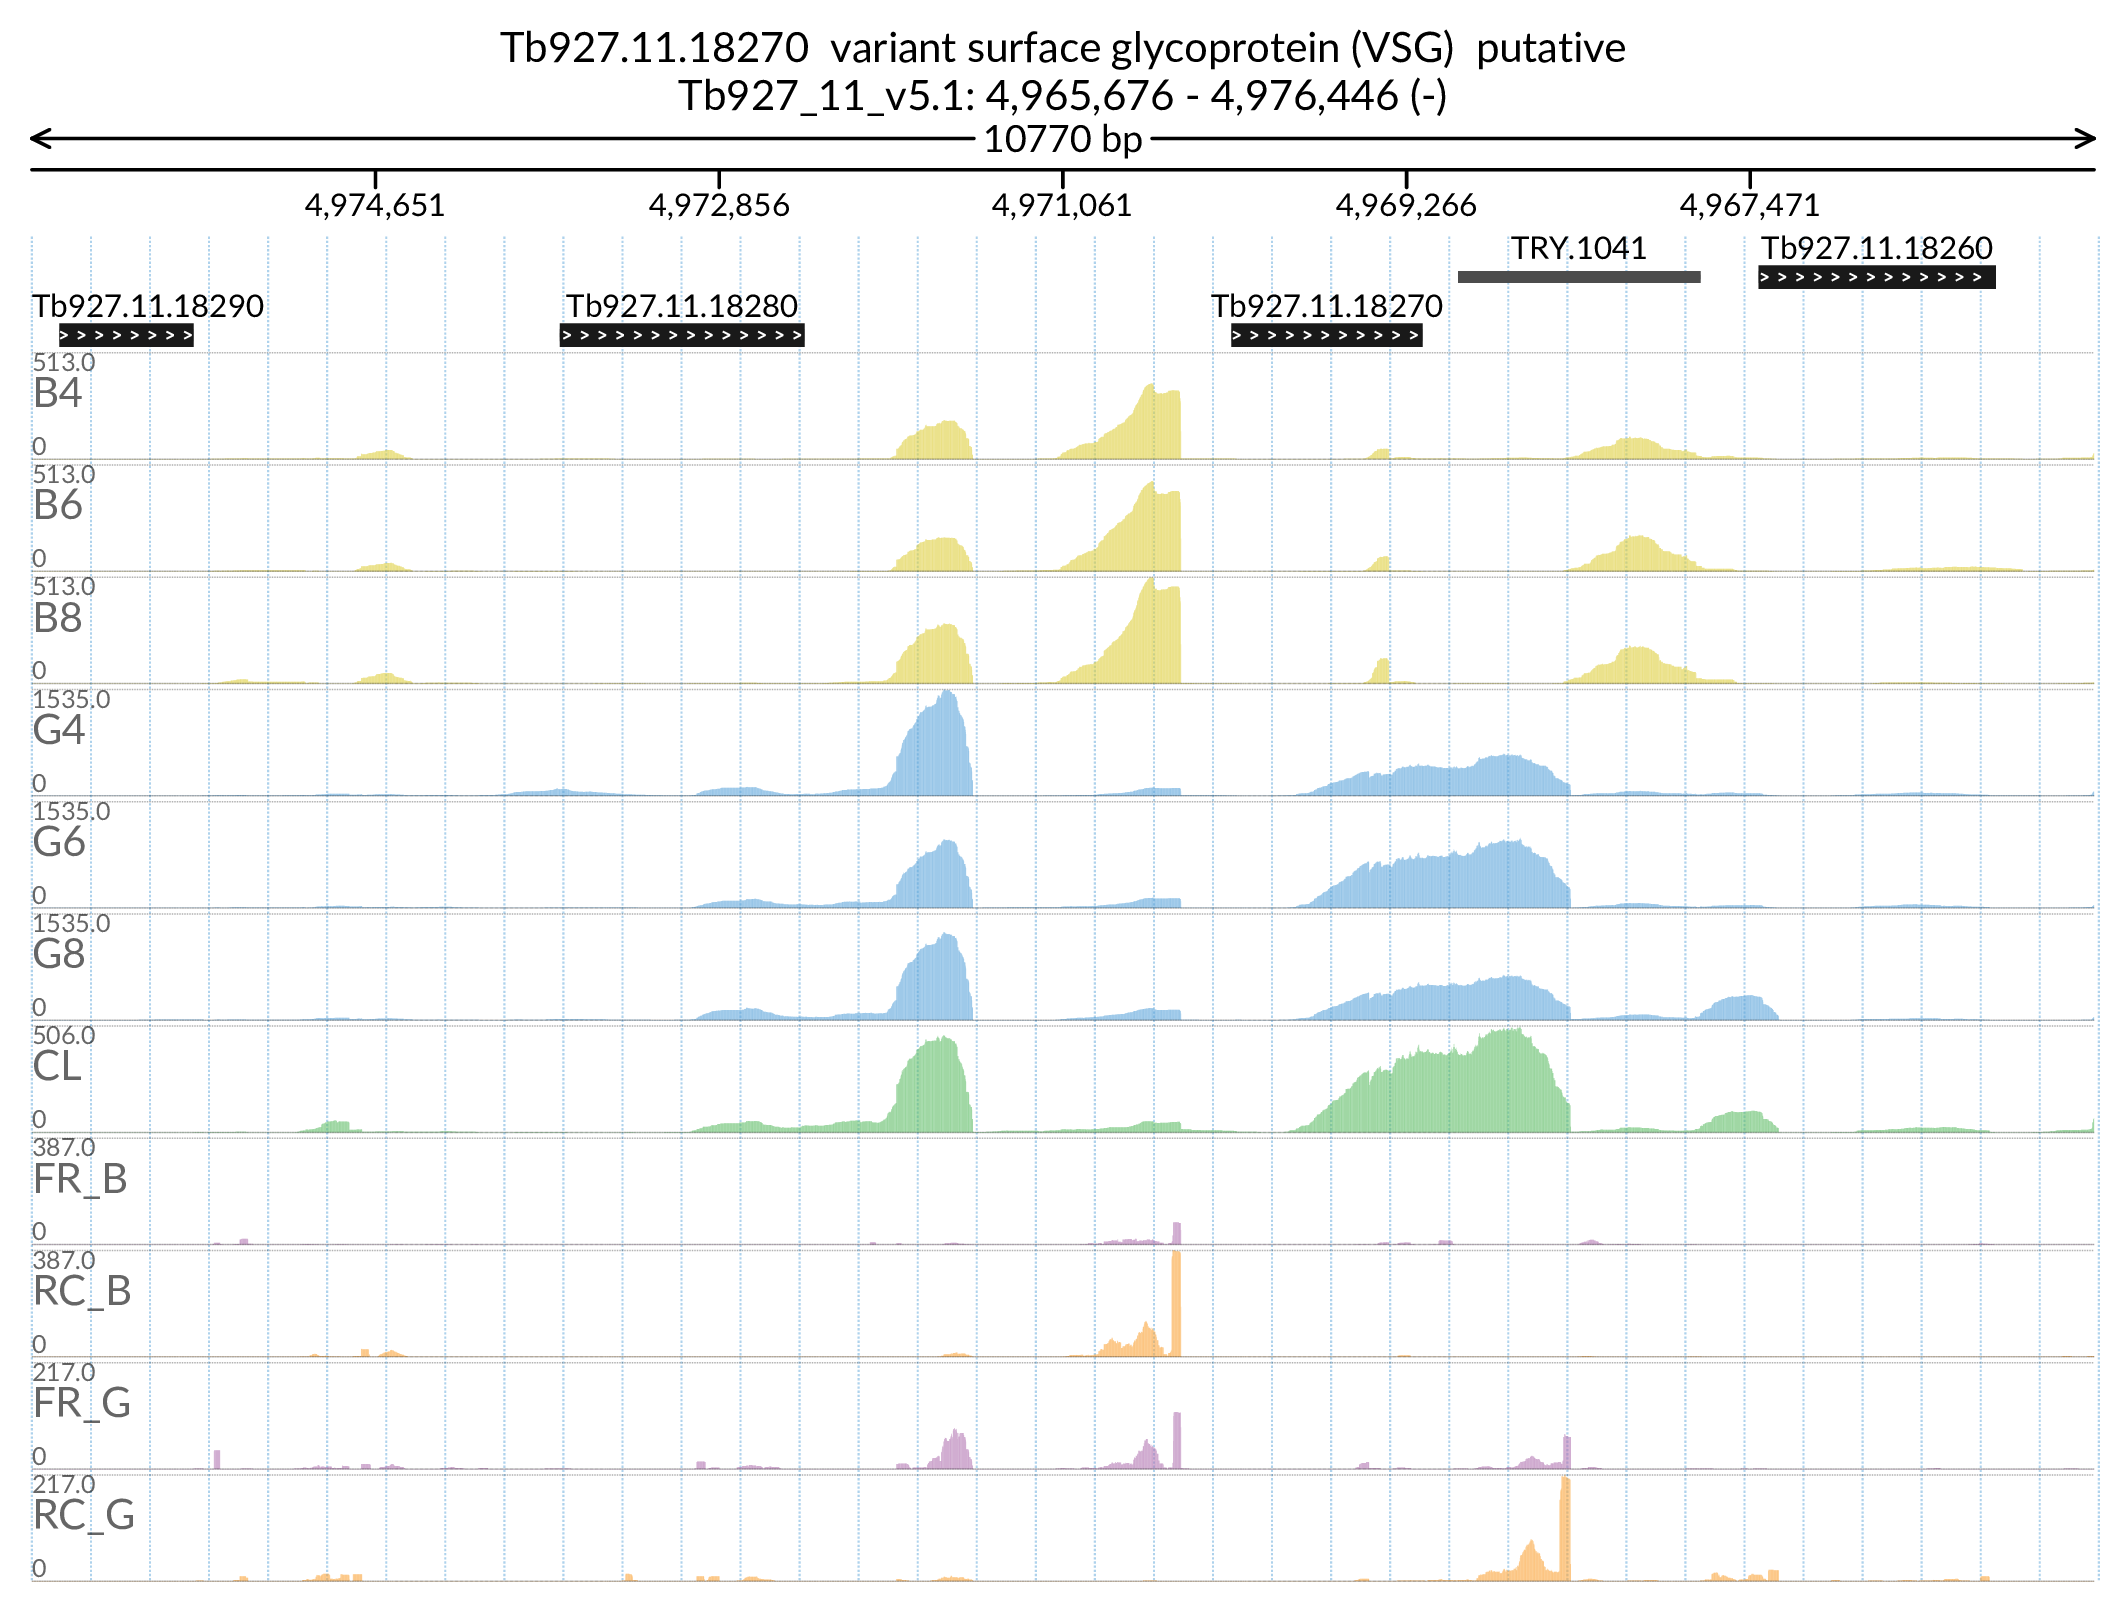 Tb927.11.18270 variant surface glycoprotein (VSG) putative
Tb927_11_v5.1: 4,965,676 - 4,976,446 (-)
10770 bp
4,974,651 4,972,856 4,971,061 4,969,266 4,967,471
TRY.1041 Tb927.11.18260
Tb927.11.18290 Tb927.11.18280 Tb927.11.18270
513.0
B4
0
513.0
B6
0
513.0
B8
0
1535.0
G4
0
1535.0
G6
0
1535.0
G8
0
506.0
CL
0
387.0
FR_B
0
387.0
RC_B
0
217.0
FR_G
0
217.0
RC_G
0